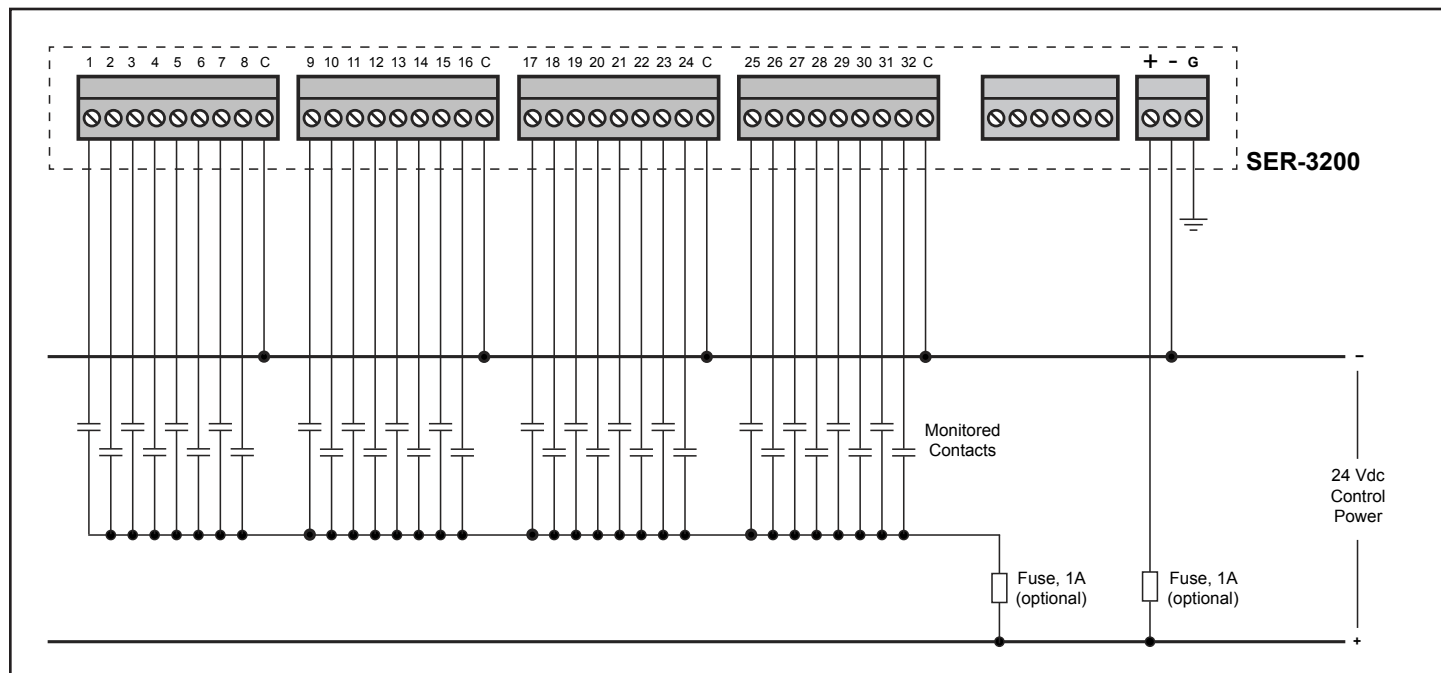 1 2 3 4 5 6 7 8 C 9 10 11 12 13 14 15 16 C 17 18 19 20 21 22 23 24 C 25 26 27 28 29 30 31 32 C + - G
SER-3200
-
Monitored
Contacts
24 Vdc
Control
Power
Fuse, 1A
(optional)
Fuse, 1A
(optional)
+